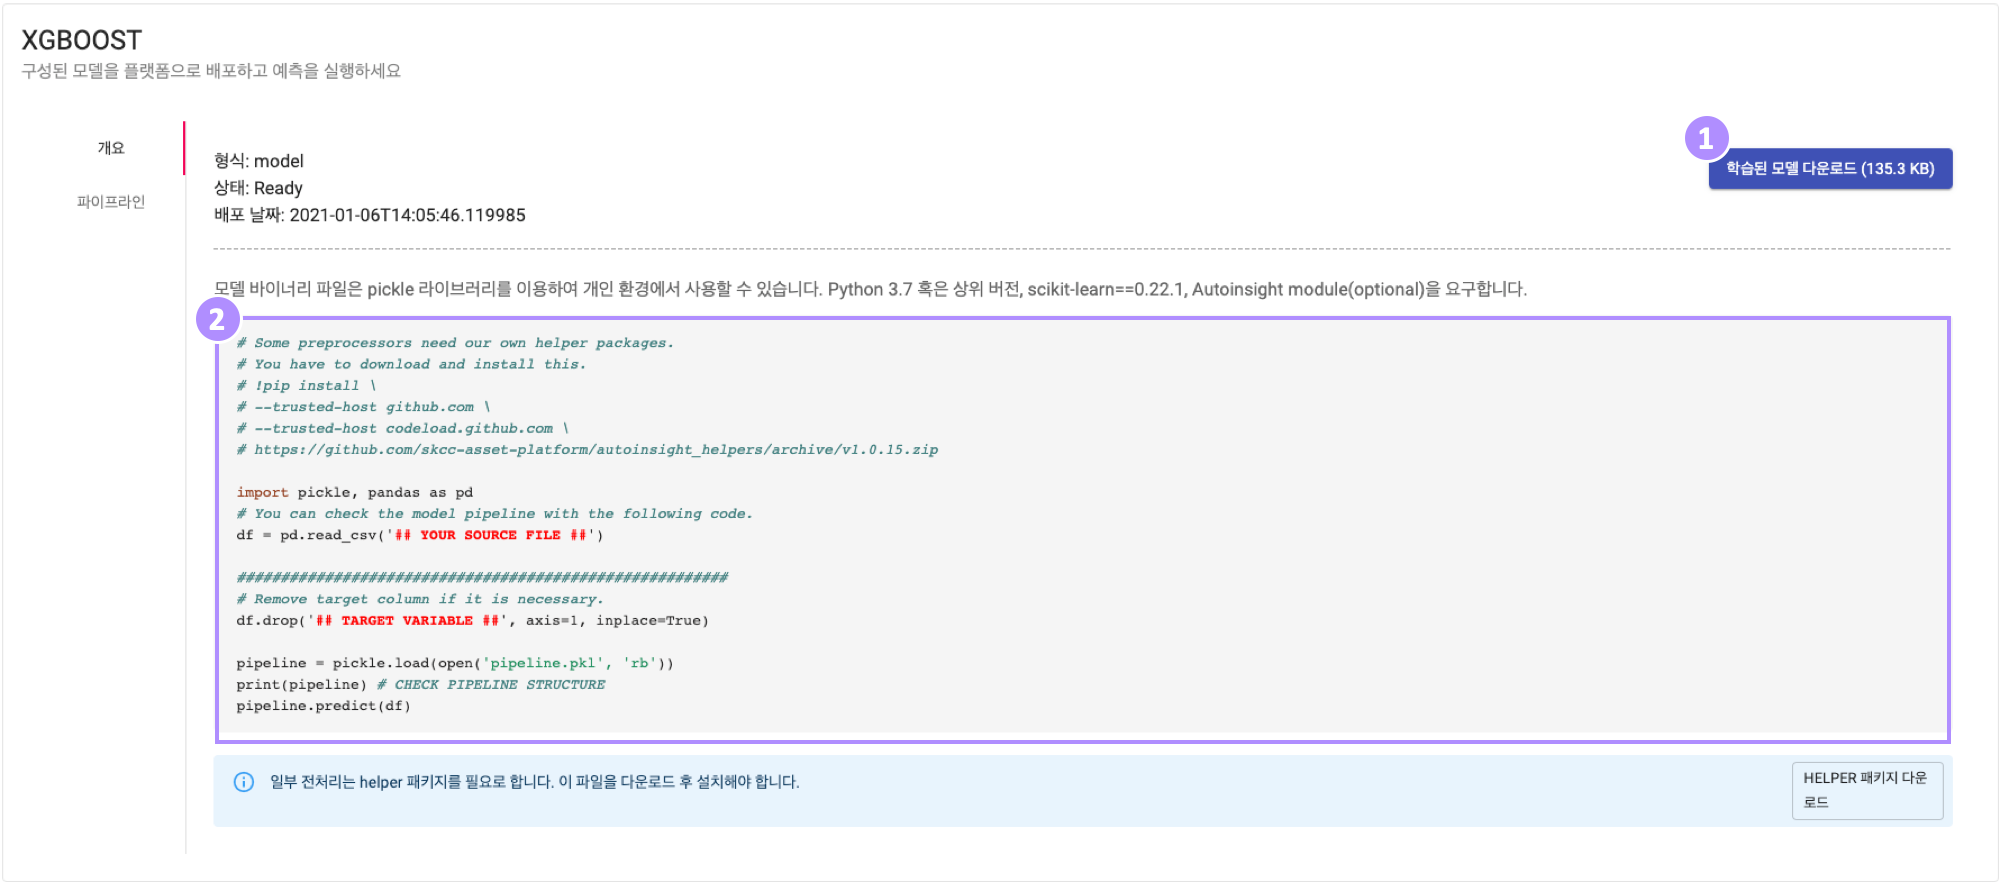 XGBOOST
구성된 모델을 플랫폼으로 배포하고 예측을 실행하세요
개요
파이프라인
형식: model
상태: Ready
배포 날짜: 2021-01-06T14:05:46.119985
1
학습된 모델 다운로드 (135.3 KB)
모델 바이너리 파일은 pickle 라이브러리를 이용하여 개인 환경에서 사용할 수 있습니다. Python 3.7 혹은 상위 버전, scikit-learn==0.22.1, Autoinsight module(optional)을 요구합니다.
2
# Some preprocessors need our own helper packages.
# You have to download and install this.
# !pip install \
# --trusted-host github.com \
# --trusted-host codeload.github.com \
# https://github.com/skcc-asset-platform/autoinsight_helpers/archive/v1.0.15.zip
import pickle, pandas as pd
# You can check the model pipeline with the following code.
df = pd.read_csv('## YOUR SOURCE FILE ##')
########################################################
# Remove target column if it is necessary.
df.drop('## TARGET VARIABLE ##', axis=1, inplace=True)
pipeline = pickle.load(open('pipeline.pkl', 'rb'))
print(pipeline) # CHECK PIPELINE STRUCTURE
pipeline.predict(df)
일부 전처리는 helper 패키지를 필요로 합니다. 이 파일을 다운로드 후 설치해야 합니다.
HELPER 패키지 다운
로드